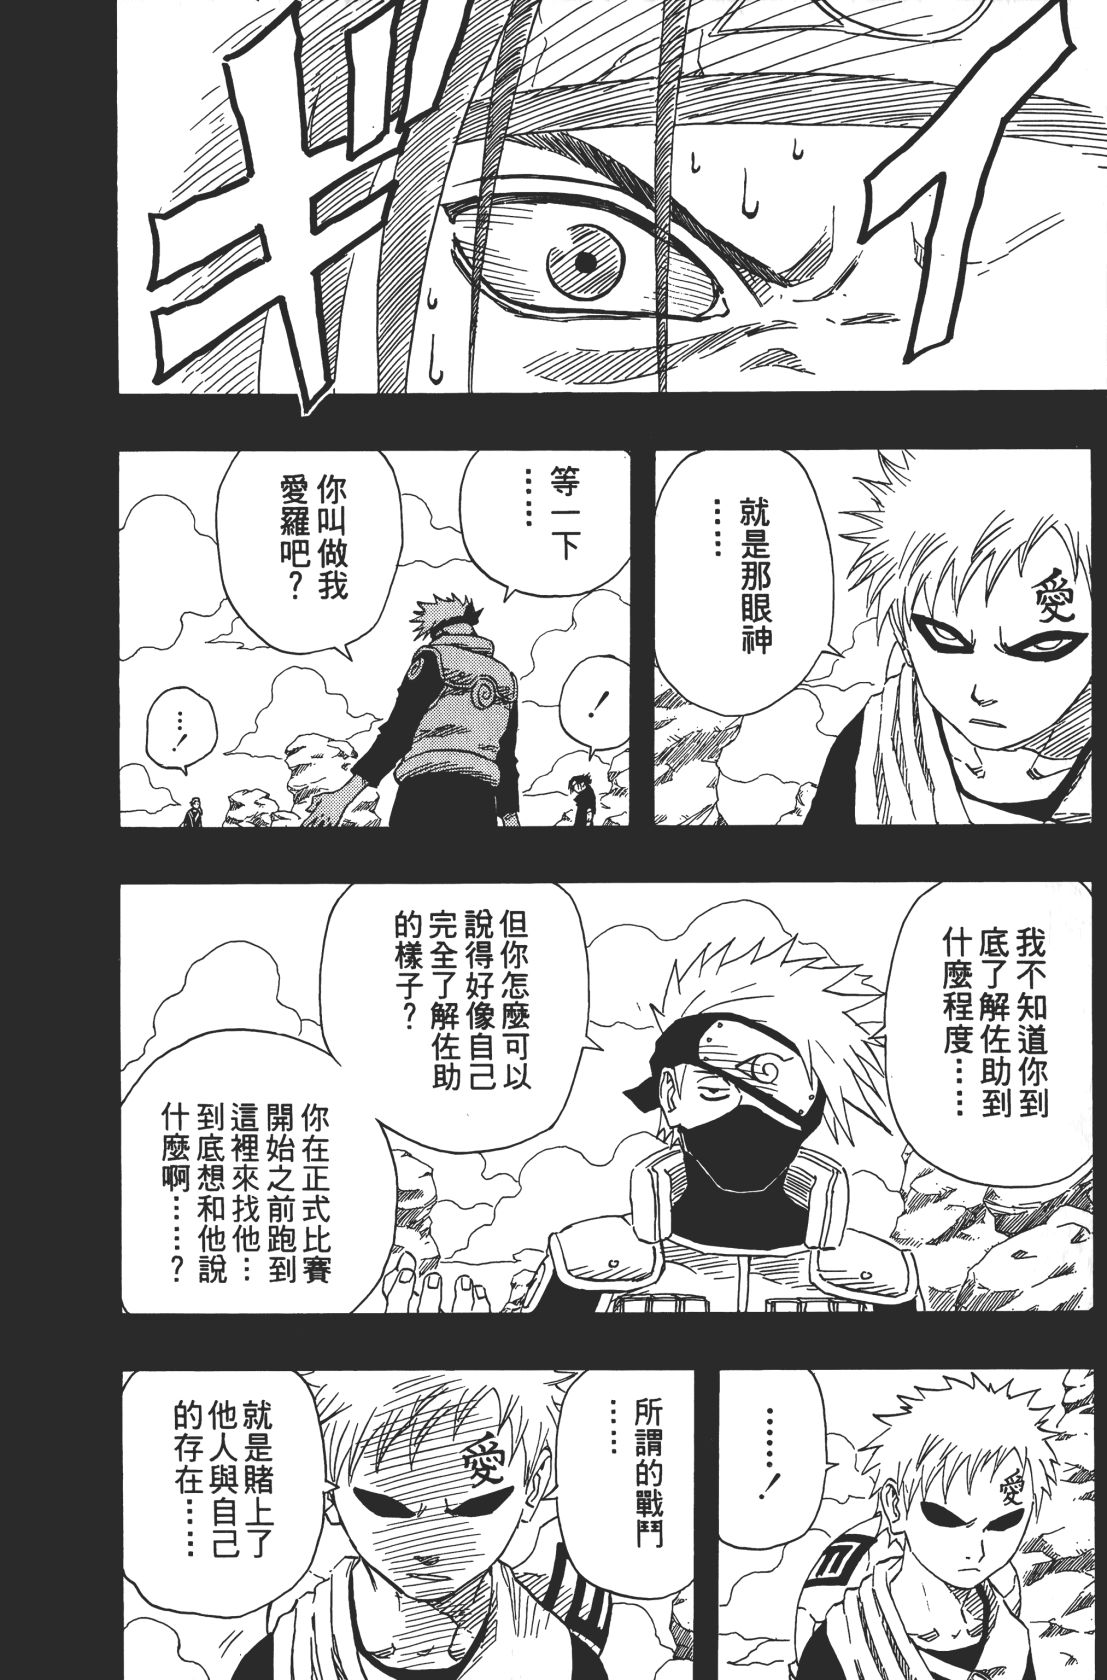 ギイ
就是那眼神
……
愛
等一下
……
你叫做我
愛羅吧？
！
…！
我不知道你到
底了解佐助到
什麼程度……
但你怎麼可以
說得好像自己
完全了解佐助
的樣子？
你在正式比賽
開始之前跑到
這裡來找他…
到底想和他說
什麼啊……？
……！
愛
所謂的戰鬥
……
愛
就是賭上了
他人與自己
的存在……